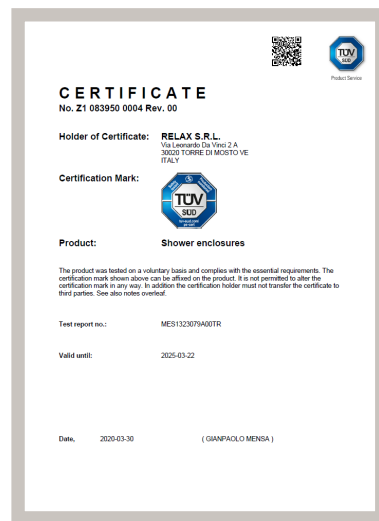 TÜV
SÜD
Product Service
CERTIFICATE
No. Z1 083950 0004 Rev. 00
Holder of Certificate: RELAX S.R.L.
Via Leonardo Da Vinci 2 A
30020 TORRE DI MOSTO VE
ITALY
Certification Mark:
TÜV
SÜD
Product: Shower enclosures
The product was tested on a voluntary basis and complies with the essential requirements. The
certification mark shown above can be affixed on the product. It is not permitted to alter the
certification mark in any way. In addition the certification holder must not transfer the certificate to
third parties. See also notes overleaf.
Test report no.: MES1323079A00TR
Valid until: 2025-03-22
Date, 2020-03-30 ( GIANPAOLO MENSA )